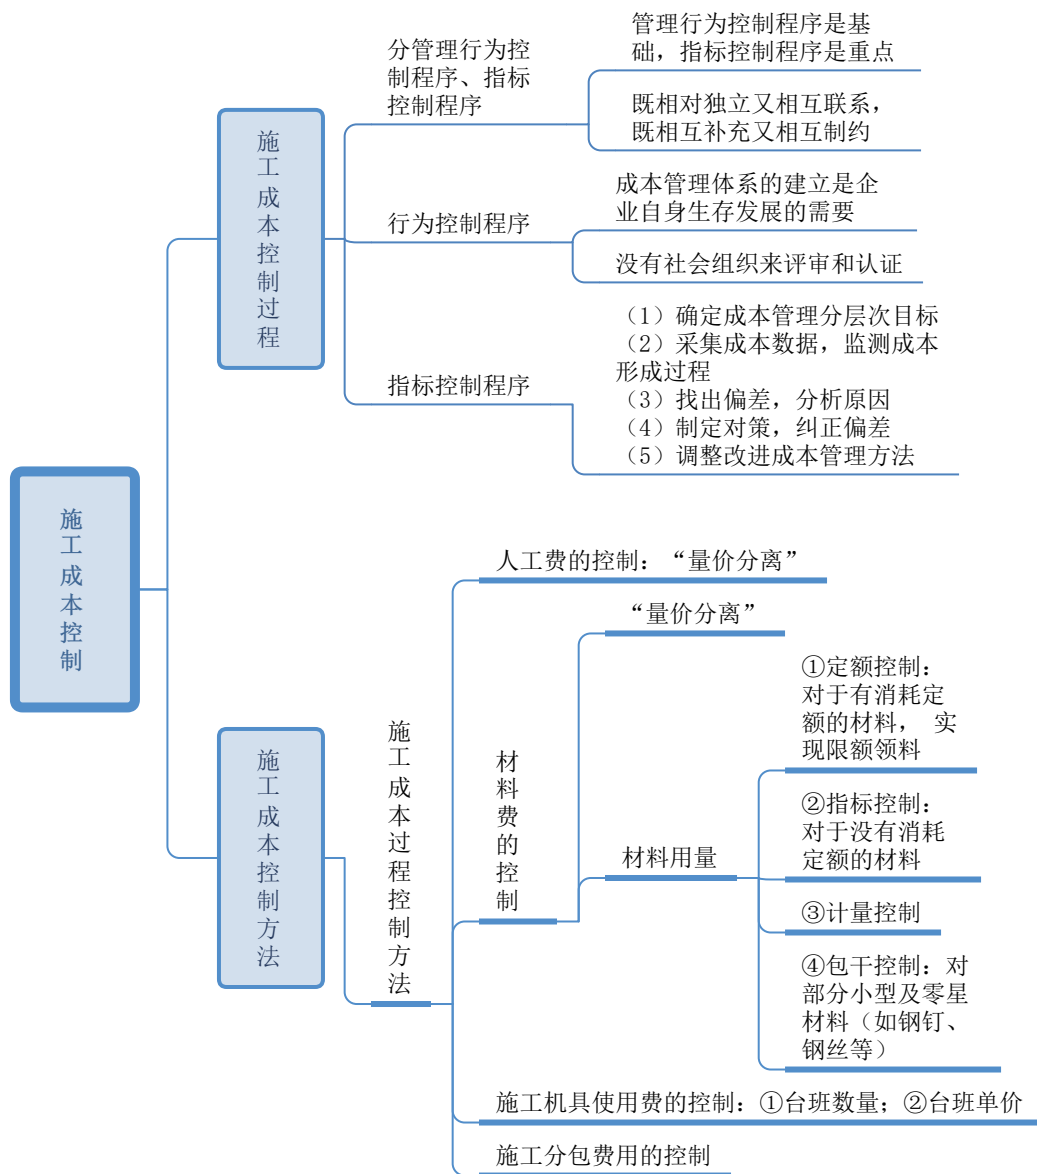 施工成本控制
施工成本控制过程
分管理行为控
制程序、指标
控制程序
管理行为控制程序是基
础，指标控制程序是重点
既相对独立又相互联系，
既相互补充又相互制约
行为控制程序
成本管理体系的建立是企
业自身生存发展的需要
没有社会组织来评审和认证
指标控制程序
（1）确定成本管理分层次目标
（2）采集成本数据，监测成本
形成过程
（3）找出偏差，分析原因
（4）制定对策，纠正偏差
（5）调整改进成本管理方法
施工成本控制方法
施工成本过程控制方法
人工费的控制：“量价分离”
材料费的控制
“量价分离”
材料用量
①定额控制：
对于有消耗定
额的材料， 实
现限额领料
②指标控制：
对于没有消耗
定额的材料
③计量控制
④包干控制：对
部分小型及零星
材料（如钢钉、
钢丝等）
施工机具使用费的控制：①台班数量；②台班单价
施工分包费用的控制